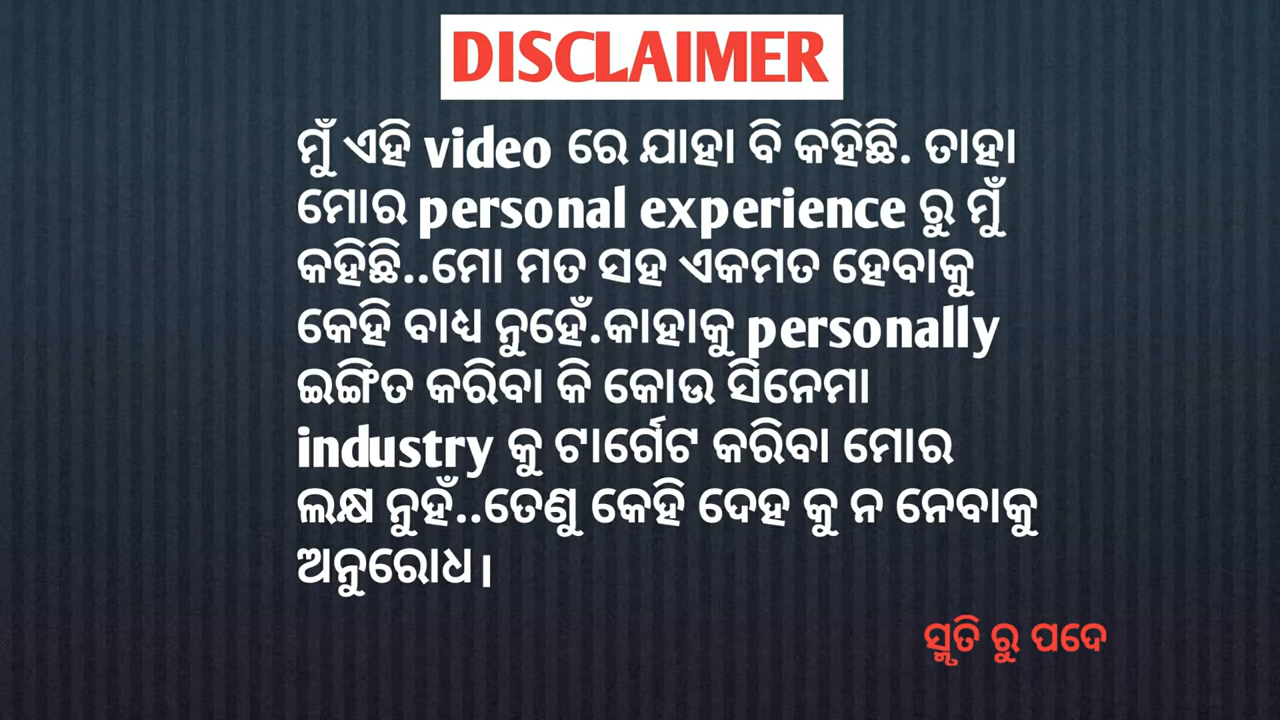 DISCLAIMER
ମୁଁ ଏହି video ରେ ଯାହା ବି କହିଛି. ତାହା
ମୋର personal experience ରୁ ମୁଁ
କହିଛି..ମୋ ମତ ସହ ଏକମତ ହେବାକୁ
କେହି ବାଧ୍ୟ ନୁହେଁ.କାହାକୁ personally
ଇଙ୍ଗିତ କରିବା କି କୋଉ ସିନେମା
industry କୁ ଟାର୍ଗେଟ କରିବା ମୋର
ଲକ୍ଷ ନୁହଁ..ତେଣୁ କେହି ଦେହ କୁ ନ ନେବାକୁ
ଅନୁରୋଧ।
ସ୍ମୃତି ରୁ ପଦେ